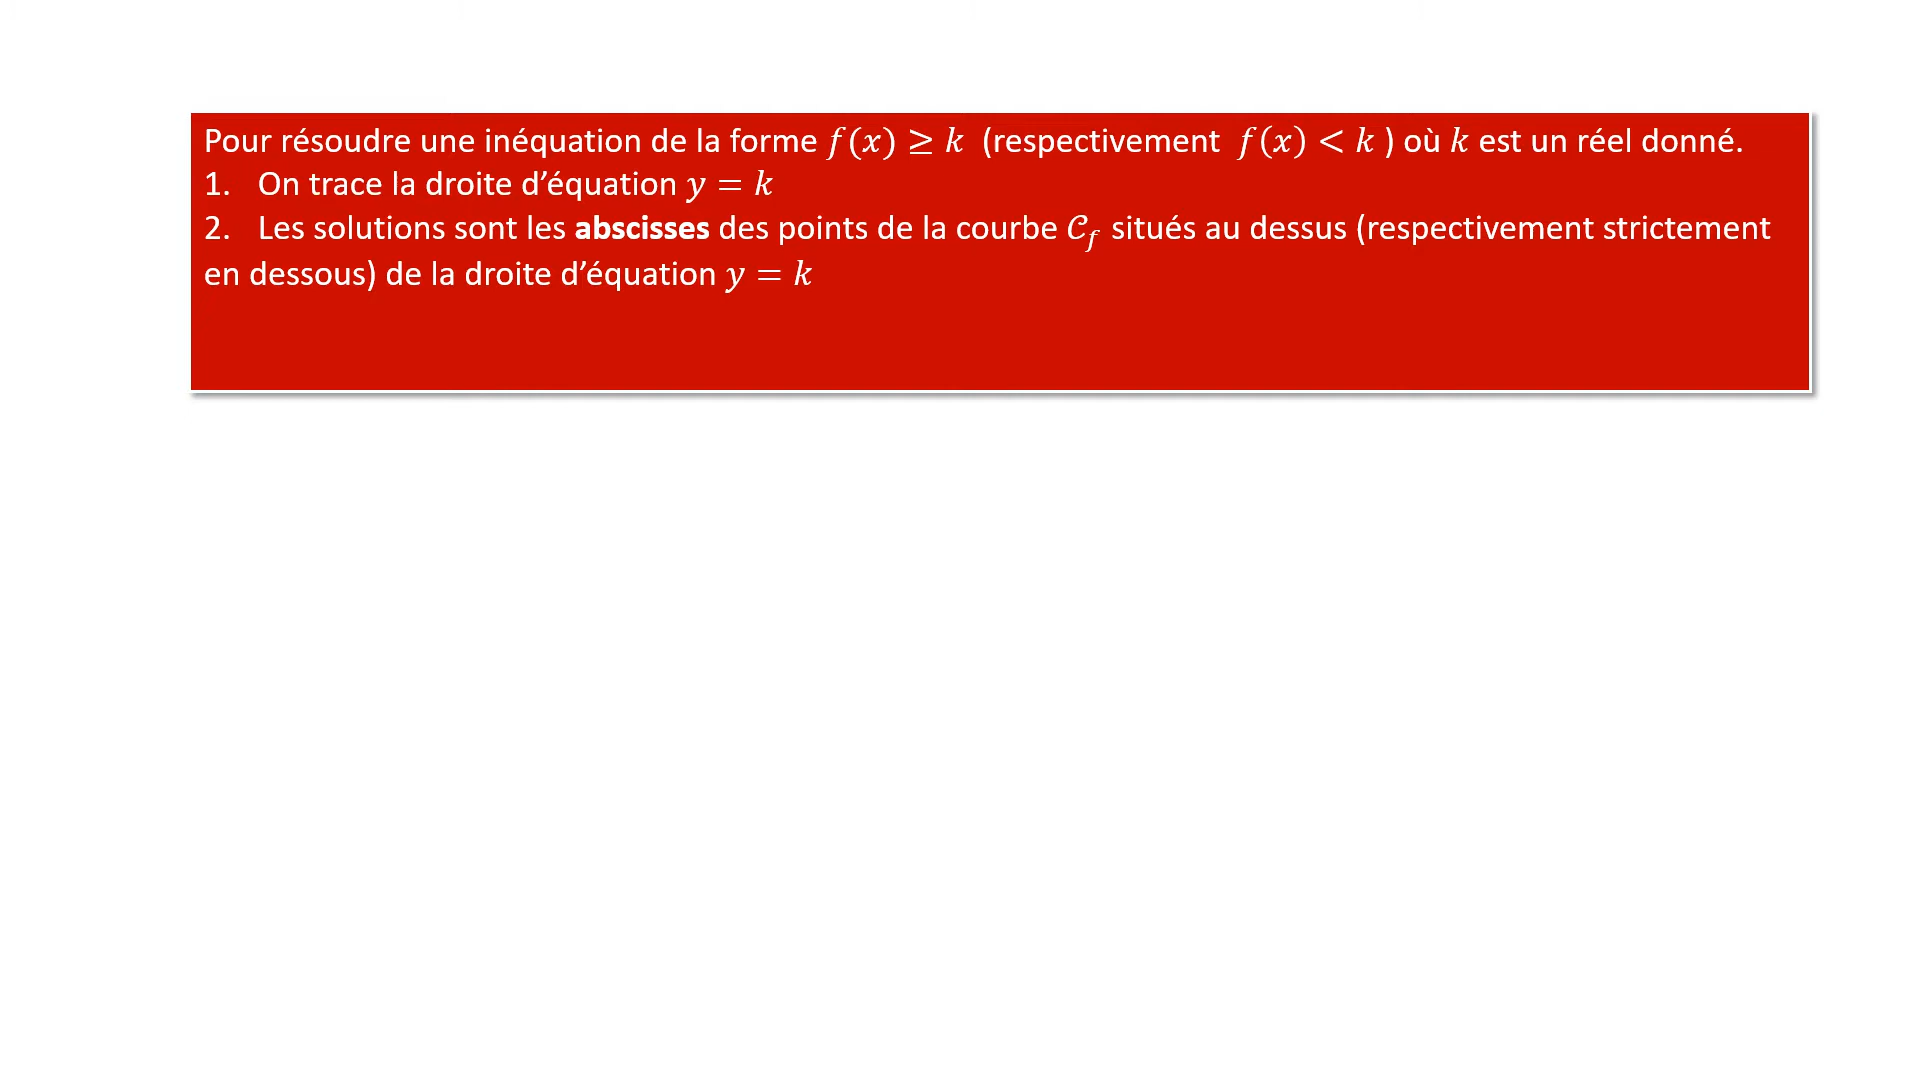 Pour résoudre une inéquation de la forme f(x) ≥ k (respectivement f(x) < k ) où k est un réel donné.
1. On trace la droite d’équation y = k
2. Les solutions sont les abscisses des points de la courbe 𝒞_f situés au dessus (respectivement strictement
en dessous) de la droite d’équation y = k